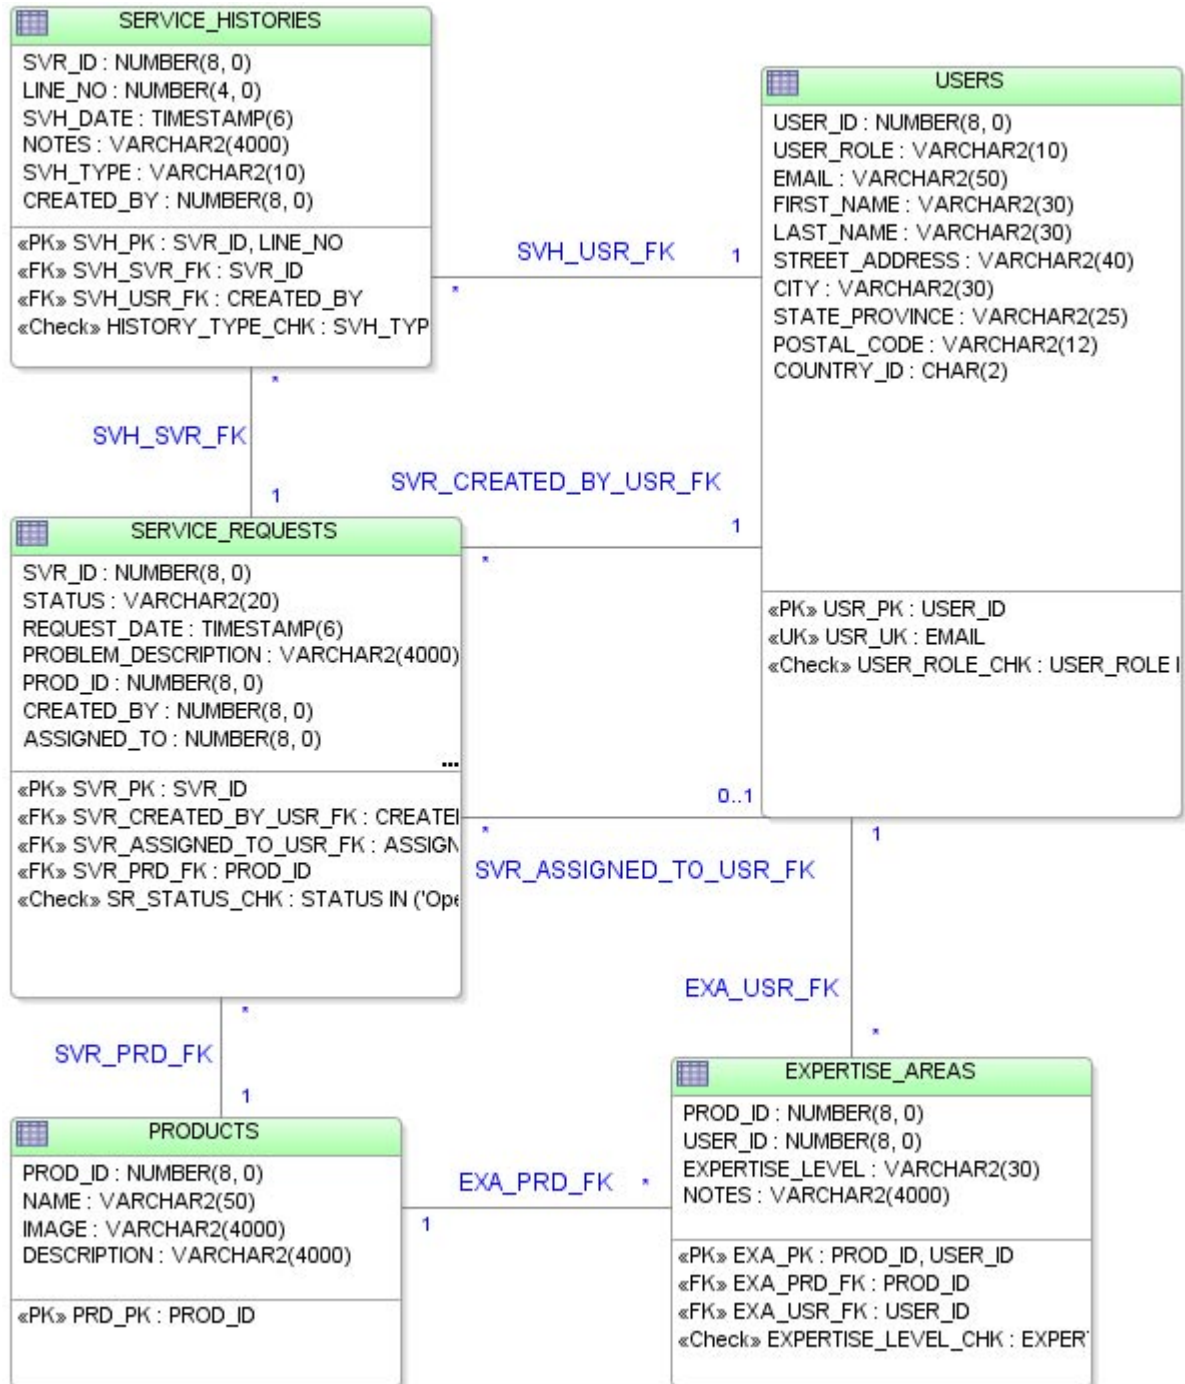 SERVICE_HISTORIES
SVR_ID : NUMBER(8, 0)
LINE_NO : NUMBER(4, 0)
SVH_DATE : TIMESTAMP(6)
NOTES : VARCHAR2(4000)
SVH_TYPE : VARCHAR2(10)
CREATED_BY : NUMBER(8, 0)
«PK» SVH_PK : SVR_ID, LINE_NO
«FK» SVH_SVR_FK : SVR_ID
«FK» SVH_USR_FK : CREATED_BY
«Check» HISTORY_TYPE_CHK : SVH_TYP
USERS
USER_ID : NUMBER(8, 0)
USER_ROLE : VARCHAR2(10)
EMAIL : VARCHAR2(50)
FIRST_NAME : VARCHAR2(30)
LAST_NAME : VARCHAR2(30)
STREET_ADDRESS : VARCHAR2(40)
CITY : VARCHAR2(30)
STATE_PROVINCE : VARCHAR2(25)
POSTAL_CODE : VARCHAR2(12)
COUNTRY_ID : CHAR(2)
«PK» USR_PK : USER_ID
«UK» USR_UK : EMAIL
«Check» USER_ROLE_CHK : USER_ROLE I
SVH_USR_FK 1
*
*
SVH_SVR_FK
1
SVR_CREATED_BY_USR_FK
1
*
SERVICE_REQUESTS
SVR_ID : NUMBER(8, 0)
STATUS : VARCHAR2(20)
REQUEST_DATE : TIMESTAMP(6)
PROBLEM_DESCRIPTION : VARCHAR2(4000)
PROD_ID : NUMBER(8, 0)
CREATED_BY : NUMBER(8, 0)
ASSIGNED_TO : NUMBER(8, 0)
...
«PK» SVR_PK : SVR_ID
«FK» SVR_CREATED_BY_USR_FK : CREATE
«FK» SVR_ASSIGNED_TO_USR_FK : ASSIGN
«FK» SVR_PRD_FK : PROD_ID
«Check» SR_STATUS_CHK : STATUS IN ('Ope
0..1
*
SVR_ASSIGNED_TO_USR_FK
1
EXA_USR_FK
*
*
SVR_PRD_FK
1
PRODUCTS
PROD_ID : NUMBER(8, 0)
NAME : VARCHAR2(50)
IMAGE : VARCHAR2(4000)
DESCRIPTION : VARCHAR2(4000)
«PK» PRD_PK : PROD_ID
EXA_PRD_FK *
1
EXPERTISE_AREAS
PROD_ID : NUMBER(8, 0)
USER_ID : NUMBER(8, 0)
EXPERTISE_LEVEL : VARCHAR2(30)
NOTES : VARCHAR2(4000)
«PK» EXA_PK : PROD_ID, USER_ID
«FK» EXA_PRD_FK : PROD_ID
«FK» EXA_USR_FK : USER_ID
«Check» EXPERTISE_LEVEL_CHK : EXPER